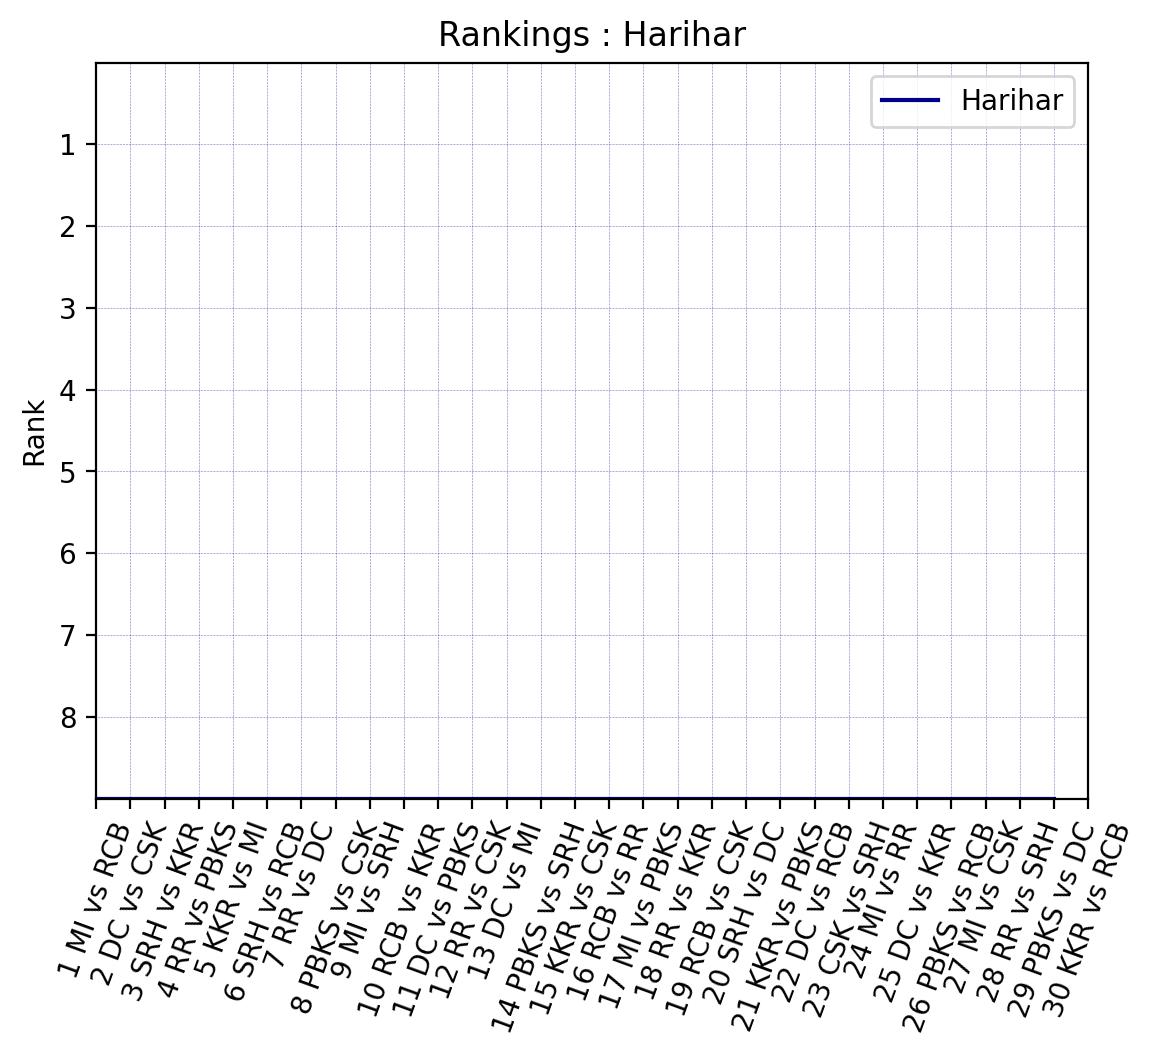 Rankings : Harihar
Harihar
Rank
1
2
3
4
5
6
7
8
1 MI vs RCB
2 DC vs CSK
3 SRH vs KKR
4 RR vs PBKS
5 KKR vs MI
6 SRH vs RCB
7 RR vs DC
8 PBKS vs CSK
9 MI vs SRH
10 RCB vs KKR
11 DC vs PBKS
12 RR vs CSK
13 DC vs MI
14 PBKS vs SRH
15 KKR vs CSK
16 RCB vs RR
17 MI vs PBKS
18 RR vs KKR
19 RCB vs CSK
20 SRH vs DC
21 KKR vs PBKS
22 DC vs RCB
23 CSK vs SRH
24 MI vs RR
25 DC vs KKR
26 PBKS vs RCB
27 MI vs CSK
28 RR vs SRH
29 PBKS vs DC
30 KKR vs RCB